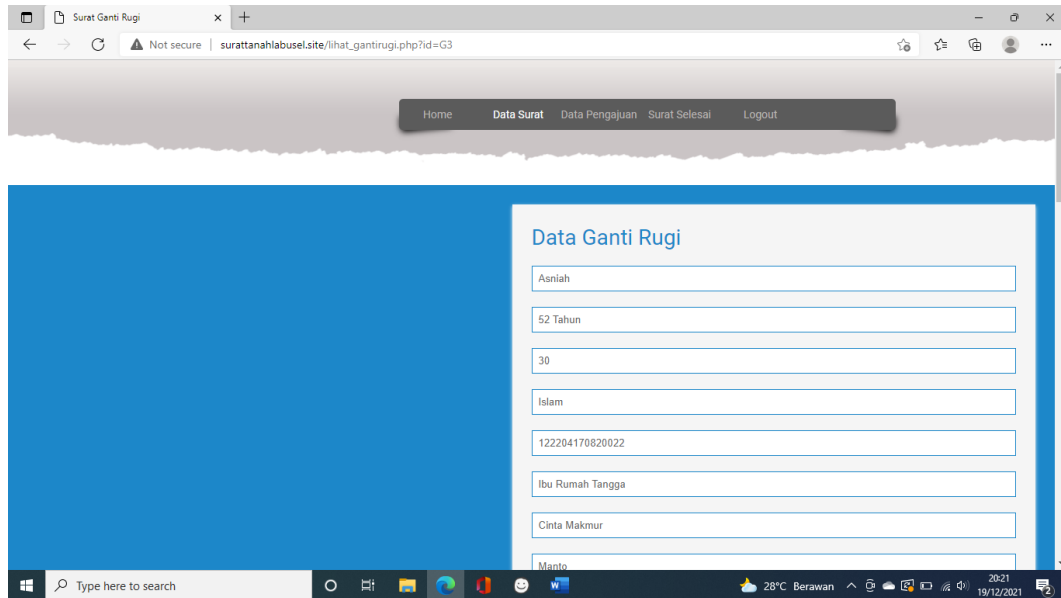 Surat Ganti Rugi
Not secure | surattanahlabusel.site/lihat_gantirugi.php?id=G3
Home Data Surat Data Pengajuan Surat Selesai Logout
Data Ganti Rugi
Asniah
52 Tahun
30
Islam
122204170820022
Ibu Rumah Tangga
Cinta Makmur
Manto
Type here to search
28°C Berawan
20:21
19/12/2021
2